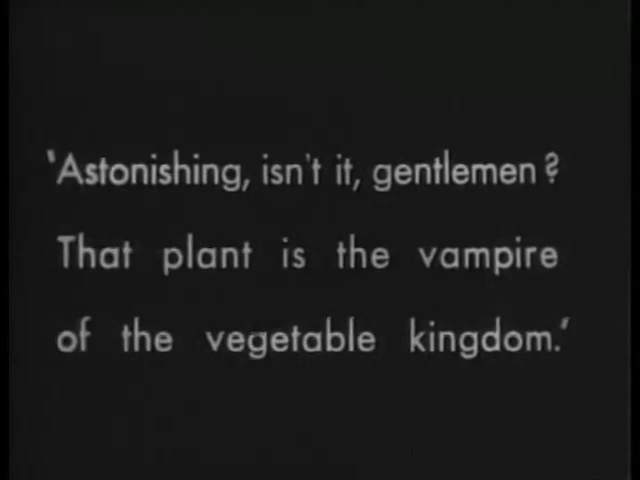 'Astonishing, isn't it, gentlemen?
That plant is the vampire
of the vegetable kingdom.'